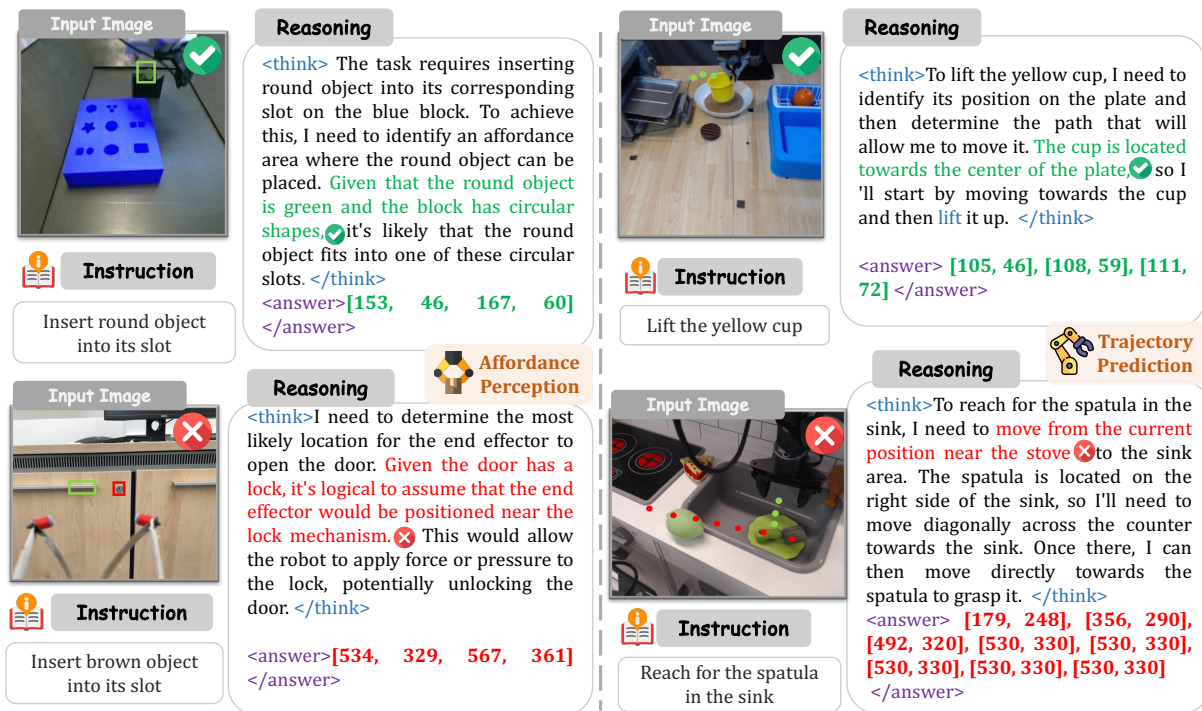 Input Image
Reasoning
<think> The task requires inserting
round object into its corresponding
slot on the blue block. To achieve
this, I need to identify an affordance
area where the round object can be
placed. Given that the round object
is green and the block has circular
shapes, it's likely that the round
object fits into one of these circular
slots. </think>
<answer>[153, 46, 167, 60]
</answer>
Instruction
Insert round object
into its slot
Affordance
Perception
Input Image
Reasoning
<think>I need to determine the most
likely location for the end effector to
open the door. Given the door has a
lock, it's logical to assume that the end
effector would be positioned near the
lock mechanism. This would allow
the robot to apply force or pressure to
the lock, potentially unlocking the
door. </think>
<answer>[534, 329, 567, 361]
</answer>
Instruction
Insert brown object
into its slot
Input Image
Reasoning
<think>To lift the yellow cup, I need to
identify its position on the plate and
then determine the path that will
allow me to move it. The cup is located
towards the center of the plate, so I
'll start by moving towards the cup
and then lift it up. </think>
<answer> [105, 46], [108, 59], [111,
72] </answer>
Instruction
Lift the yellow cup
Trajectory
Prediction
Input Image
Reasoning
<think>To reach for the spatula in the
sink, I need to move from the current
position near the stove to the sink
area. The spatula is located on the
right side of the sink, so I'll need to
move diagonally across the counter
towards the sink. Once there, I can
then move directly towards the
spatula to grasp it. </think>
<answer> [179, 248], [356, 290],
[492, 320], [530, 330], [530, 330],
[530, 330], [530, 330], [530, 330]
</answer>
Instruction
Reach for the spatula
in the sink